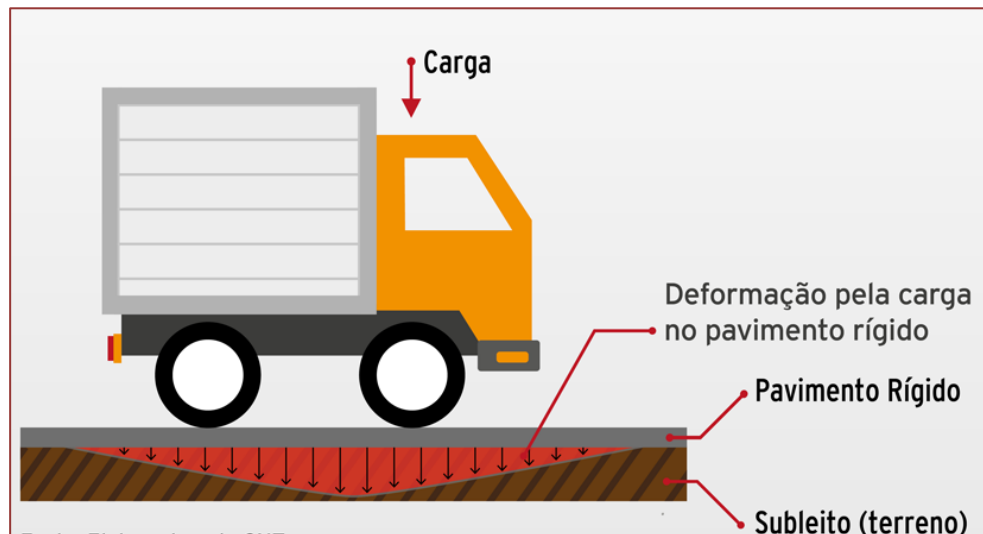 Carga
Deformação pela carga
no pavimento rígido
Pavimento Rígido
Subleito (terreno)